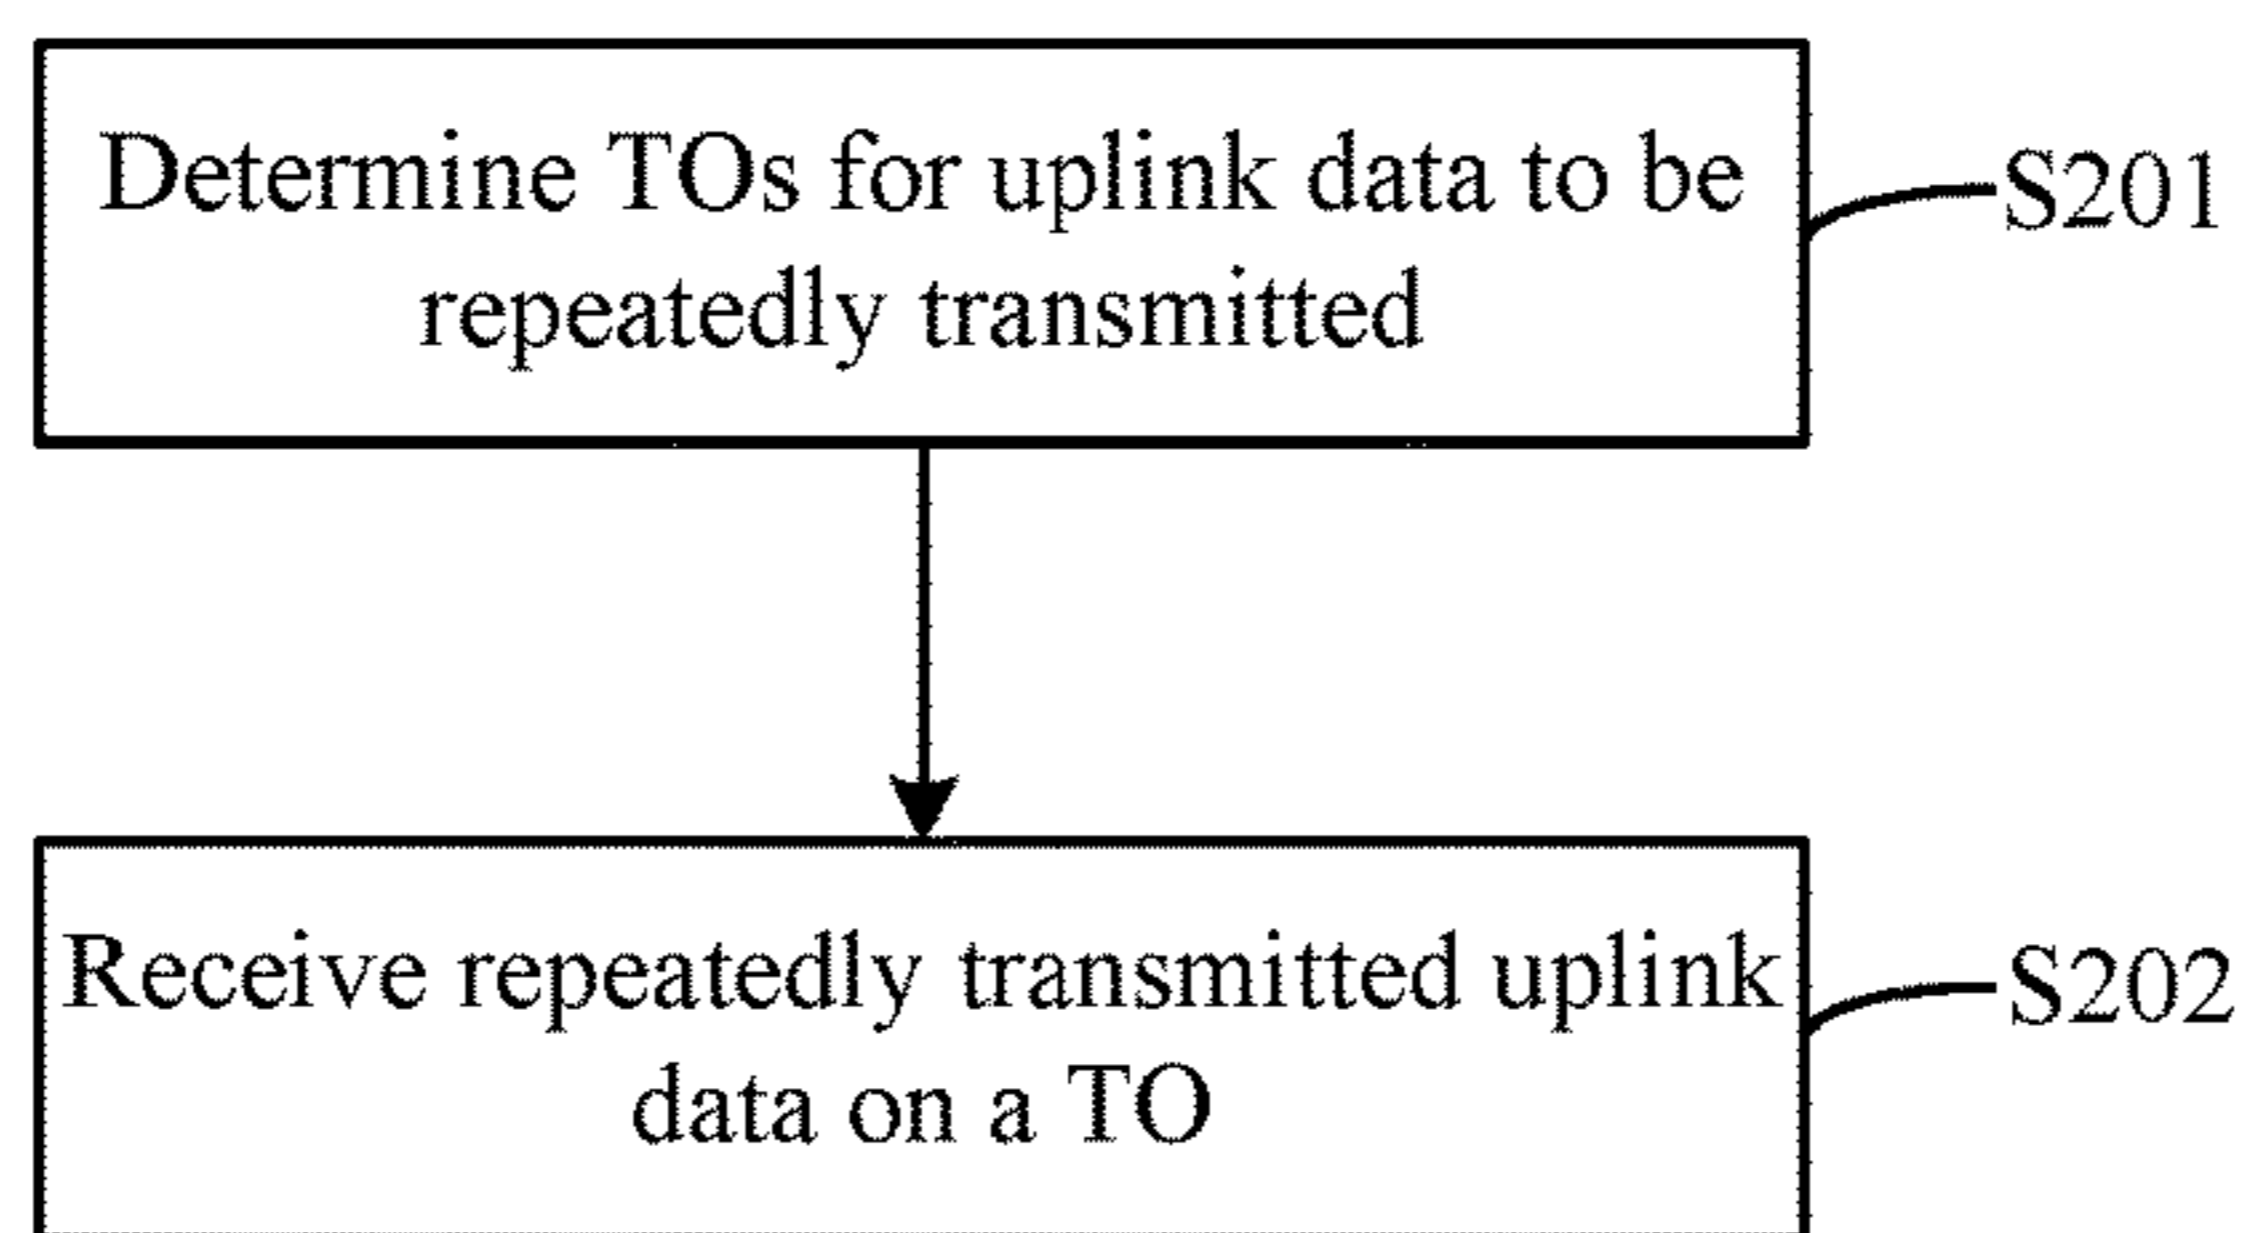 Determine TOs for uplink data to be
repeatedly transmitted
S201
Receive repeatedly transmitted uplink
data on a TO
S202